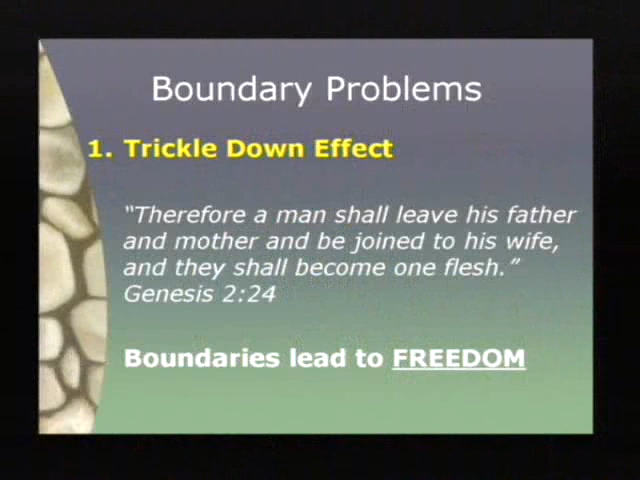 Boundary Problems
1. Trickle Down Effect
“Therefore a man shall leave his father
and mother and be joined to his wife,
and they shall become one flesh.”
Genesis 2:24
Boundaries lead to FREEDOM